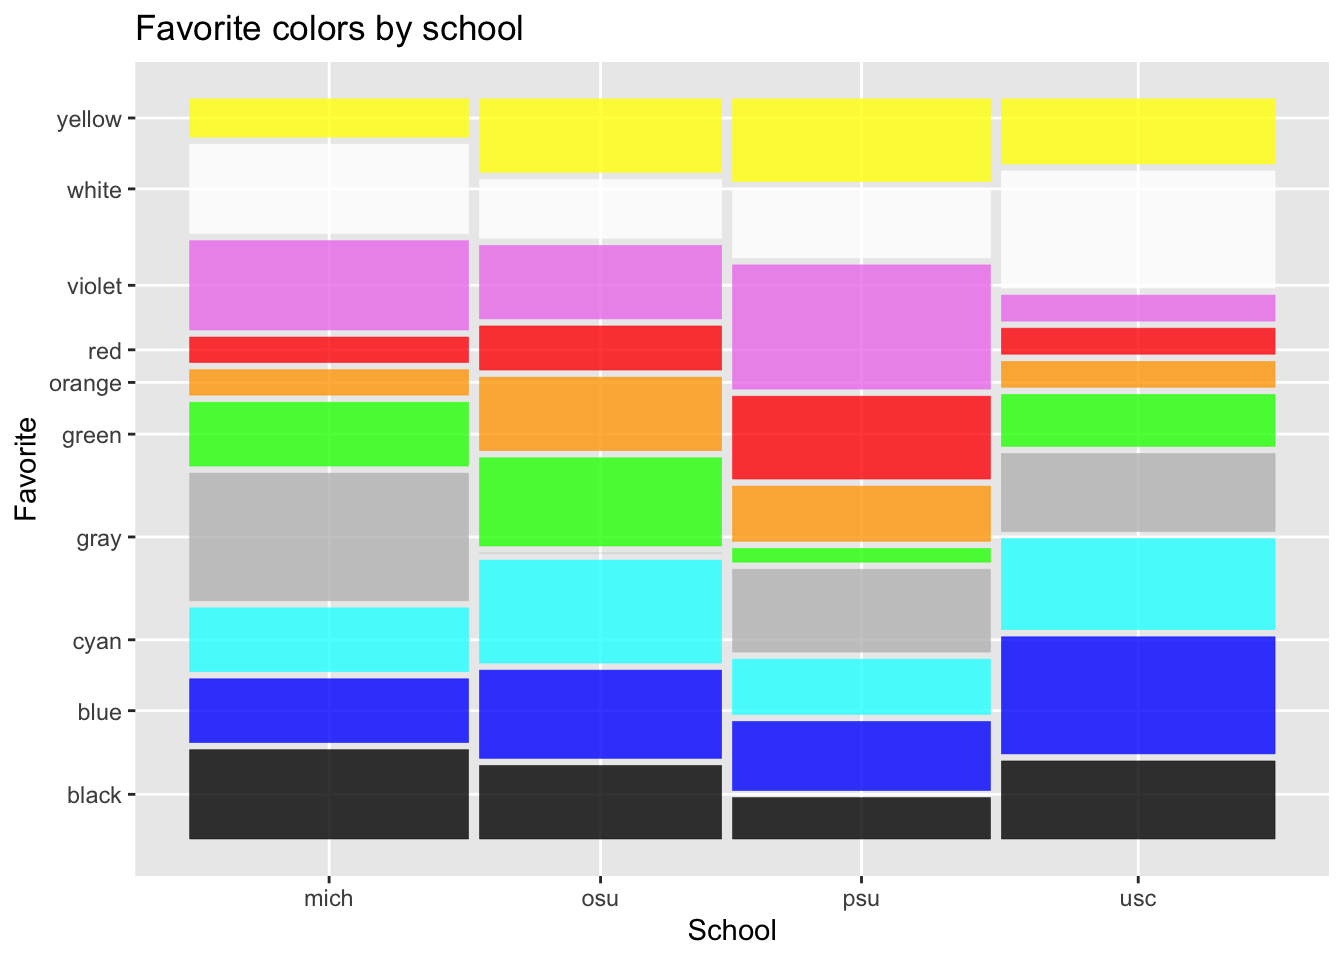 Favorite colors by school
yellow
white
violet
red
orange
green
gray
cyan
blue
black
Favorite
mich osu psu usc
School